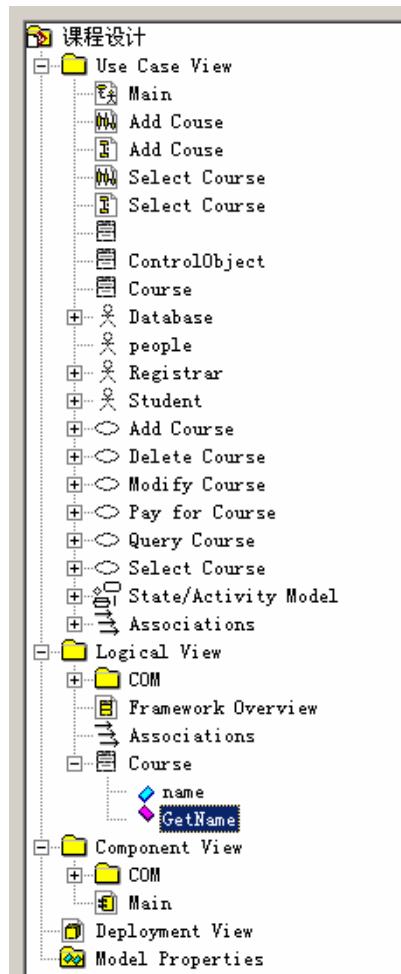 课程设计
Use Case View
Main
Add Couse
Add Couse
Select Course
Select Course
ControlObject
Course
Database
people
Registrar
Student
Add Course
Delete Course
Modify Course
Pay for Course
Query Course
Select Course
State/Activity Model
Associations
Logical View
COM
Framework Overview
Associations
Course
name
GetName
Component View
COM
Main
Deployment View
Model Properties